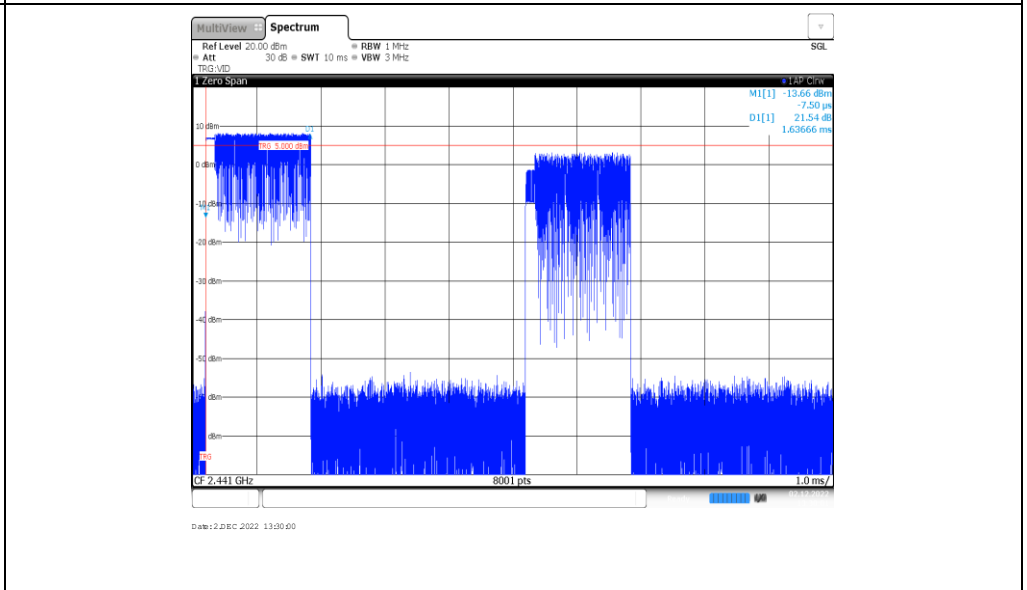 MultiView Spectrum
Ref Level 20.00 dBm RBW 1 MHz SGL
Att 30 dB SWT 10 ms VBW 3 MHz
TRG:VID
1 Zero Span 1AP Clrw
M1[1] -13.66 dBm
-7.50 µs
D1[1] 21.54 dB
1.63666 ms
10 dBm
TRG 5.000 dBm
0 dBm
-10 dBm
-20 dBm
-30 dBm
-40 dBm
-50 dBm
dBm
dBm
TRG
CF 2.441 GHz 8001 pts 1.0 ms/
Date: 2.DEC.2022 13:30:00